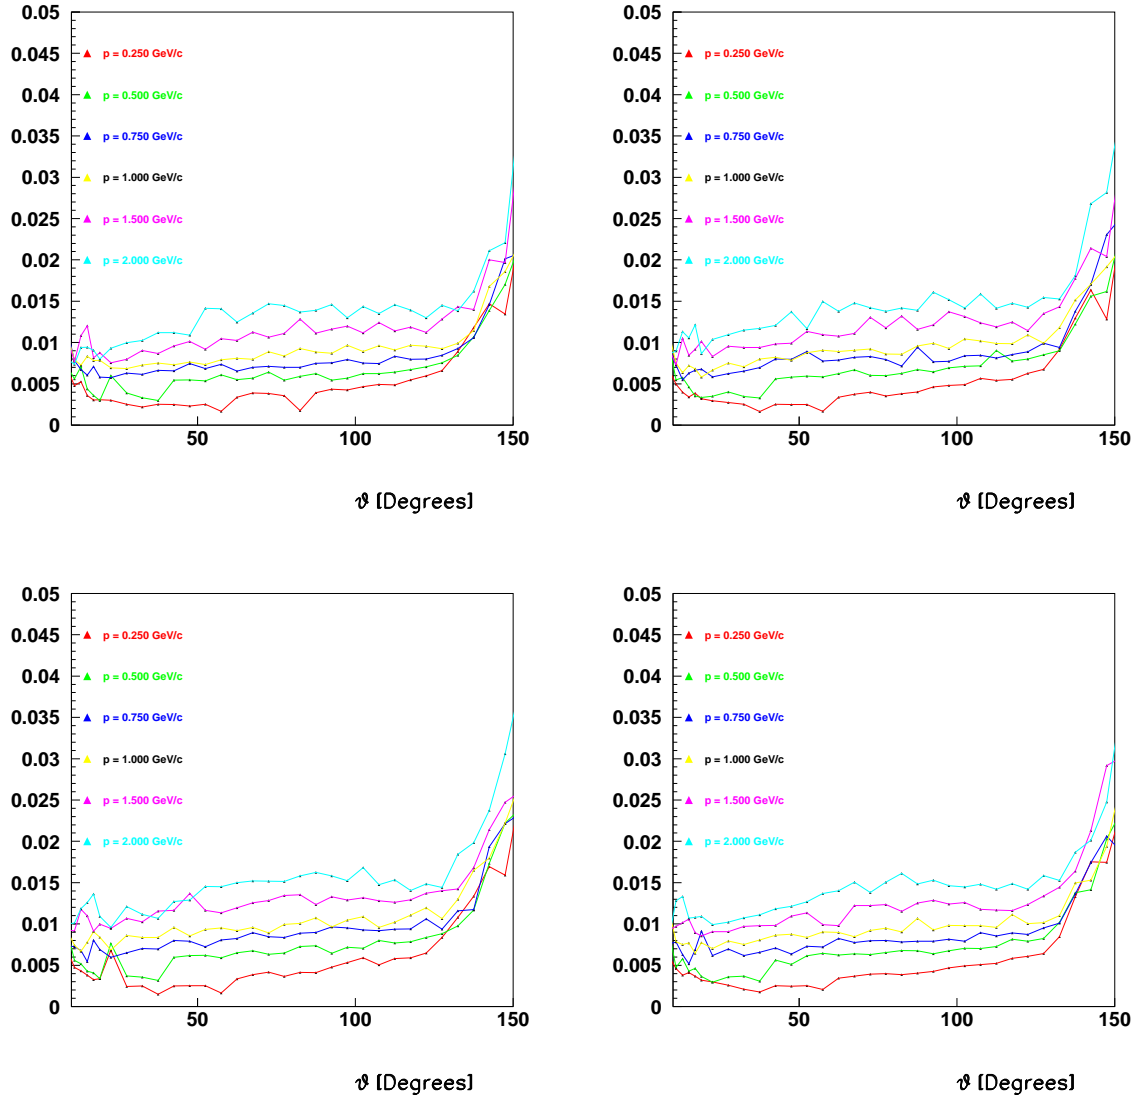 0.05
0.045
0.04
0.035
0.03
0.025
0.02
0.015
0.01
0.005
0
p = 0.250 GeV/c
p = 0.500 GeV/c
p = 0.750 GeV/c
p = 1.000 GeV/c
p = 1.500 GeV/c
p = 2.000 GeV/c
50 100 150
ϑ [Degrees]
0.05
0.045
0.04
0.035
0.03
0.025
0.02
0.015
0.01
0.005
0
p = 0.250 GeV/c
p = 0.500 GeV/c
p = 0.750 GeV/c
p = 1.000 GeV/c
p = 1.500 GeV/c
p = 2.000 GeV/c
50 100 150
ϑ [Degrees]
0.05
0.045
0.04
0.035
0.03
0.025
0.02
0.015
0.01
0.005
0
p = 0.250 GeV/c
p = 0.500 GeV/c
p = 0.750 GeV/c
p = 1.000 GeV/c
p = 1.500 GeV/c
p = 2.000 GeV/c
50 100 150
ϑ [Degrees]
0.05
0.045
0.04
0.035
0.03
0.025
0.02
0.015
0.01
0.005
0
p = 0.250 GeV/c
p = 0.500 GeV/c
p = 0.750 GeV/c
p = 1.000 GeV/c
p = 1.500 GeV/c
p = 2.000 GeV/c
50 100 150
ϑ [Degrees]